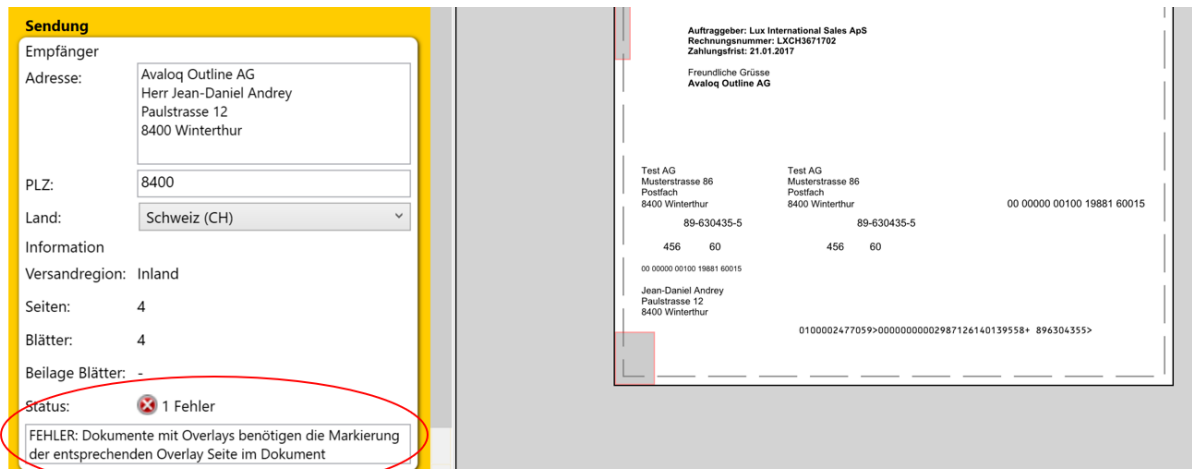 Sendung
Empfänger
Adresse:
Avaloq Outline AG
Herr Jean-Daniel Andrey
Paulstrasse 12
8400 Winterthur
PLZ: 8400
Land: Schweiz (CH)
Information
Versandregion: Inland
Seiten: 4
Blätter: 4
Beilage Blätter: -
Status: 1 Fehler
FEHLER: Dokumente mit Overlays benötigen die Markierung
der entsprechenden Overlay Seite im Dokument
Auftraggeber: Lux International Sales ApS
Rechnungsnummer: LXCH3671702
Zahlungsfrist: 21.01.2017
Freundliche Grüsse
Avaloq Outline AG
Test AG
Musterstrasse 86
Postfach
8400 Winterthur
Test AG
Musterstrasse 86
Postfach
8400 Winterthur
00 00000 00100 19881 60015
89-630435-5 89-630435-5
456 60 456 60
00 00000 00100 19881 60015
Jean-Daniel Andrey
Paulstrasse 12
8400 Winterthur
0100002477059>00000000002987126140139558+ 896304355>